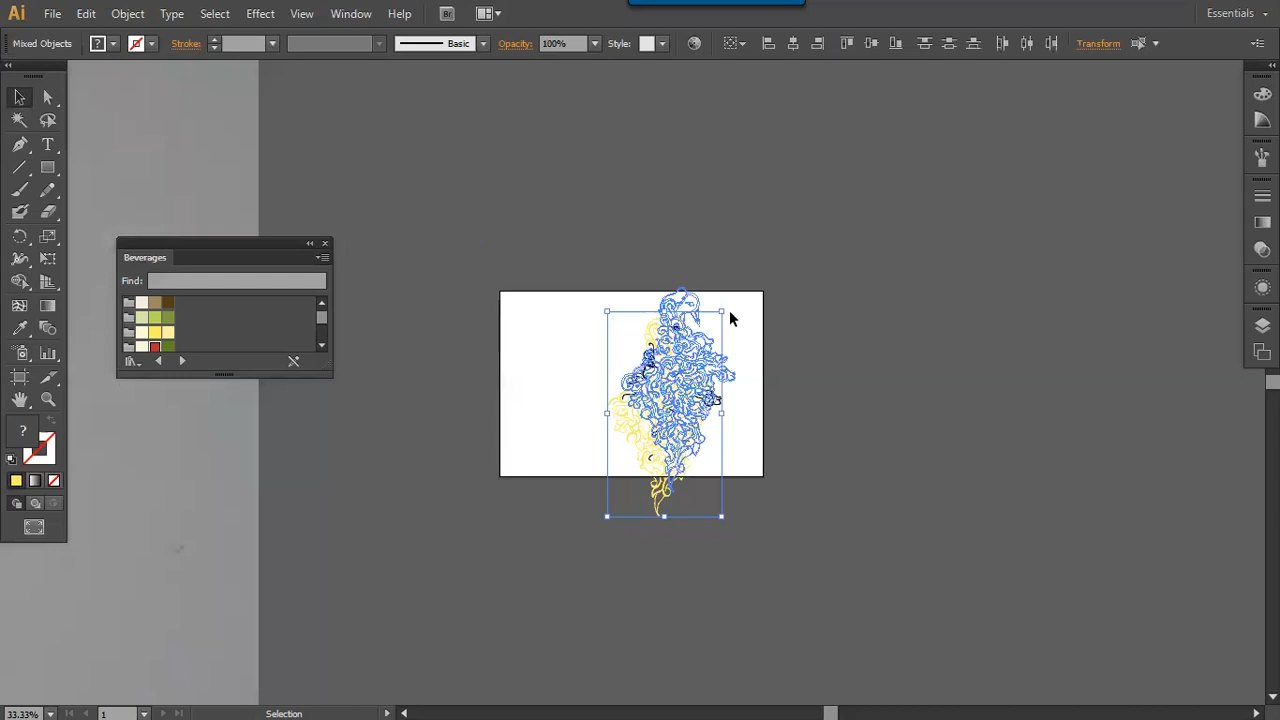 Ai File Edit Object Type Select Effect View Window Help Br Essentials
Mixed Objects ? Stroke: Basic Opacity: 100% Style: Transform
Beverages
Find:
T
?
33.33% 1 Selection